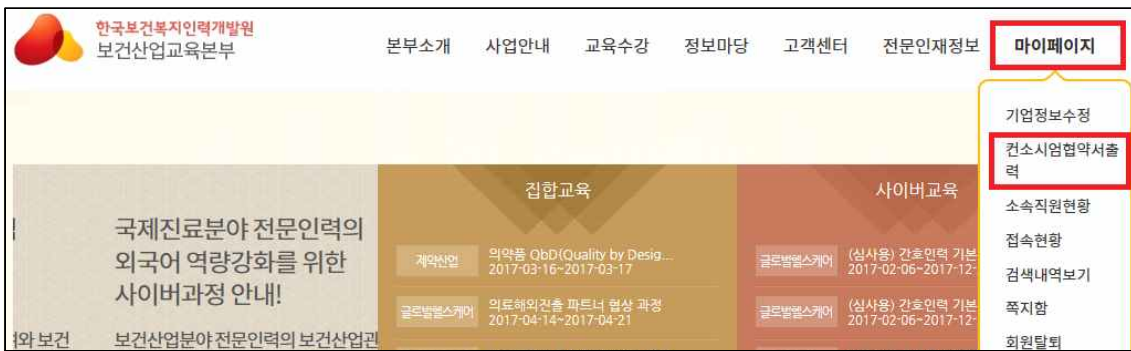 한국보건복지인력개발원
보건산업교육본부
본부소개 사업안내 교육수강 정보마당 고객센터 전문인재정보 마이페이지
기업정보수정
컨소시엄협약서출
력
소속직원현황
접속현황
검색내역보기
쪽지함
회원탈퇴
국제진료분야 전문인력의
외국어 역량강화를 위한
사이버과정 안내!
역와 보건
보건산업분야 전문인력의 보건산업관
집합교육
제약산업
의약품 QbD(Quality by Desig...
2017-03-16~2017-03-17
글로벌헬스케어
의료해외진출 파트너 협상 과정
2017-04-14~2017-04-21
사이버교육
글로벌헬스케어
(심사용) 간호인력 기본
2017-02-06~2017-12-
글로벌헬스케어
(심사용) 간호인력 기본
2017-02-06~2017-12-